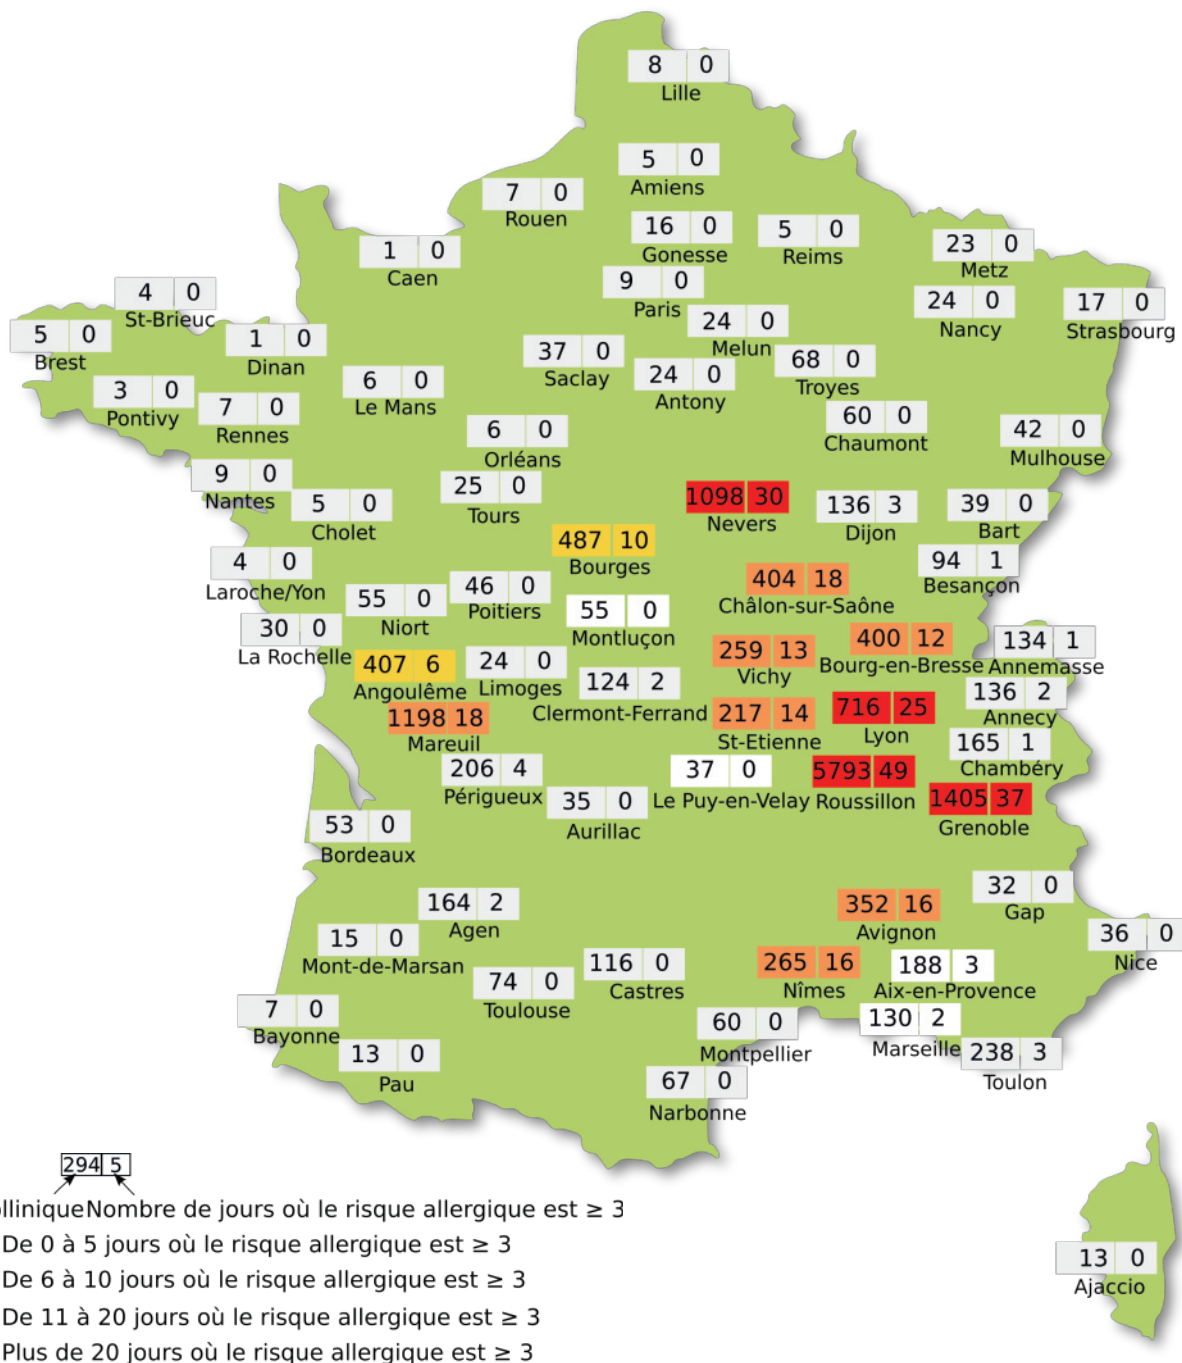 8 0
Lille
5 0
Amiens
7 0
Rouen
16 0
Gonesse
5 0
Reims
23 0
Metz
1 0
Caen
9 0
Paris
4 0
St-Brieuc
24 0
Nancy
17 0
Strasbourg
5 0
Brest
1 0
Dinan
24 0
Melun
37 0
Saclay
68 0
Troyes
24 0
Antony
6 0
Le Mans
3 0
Pontivy
7 0
Rennes
60 0
Chaumont
42 0
Mulhouse
6 0
Orléans
9 0
Nantes
25 0
Tours
5 0
Cholet
1098 30
Nevers
136 3
Dijon
39 0
Bart
487 10
Bourges
94 1
Besançon
4 0
Laroche/Yon
404 18
Châlon-sur-Saône
46 0
Poitiers
55 0
Niort
55 0
Montluçon
30 0
La Rochelle
259 13
Vichy
400 12
Bourg-en-Bresse
134 1
Annemasse
407 6
Angoulême
24 0
Limoges
124 2
Clermont-Ferrand
136 2
Annecy
1198 18
Mareuil
217 14
St-Etienne
716 25
Lyon
165 1
Chambéry
206 4
Périgueux
37 0
Le Puy-en-Velay
5793 49
Roussillon
1405 37
Grenoble
35 0
Aurillac
53 0
Bordeaux
32 0
Gap
164 2
Agen
352 16
Avignon
36 0
Nice
15 0
Mont-de-Marsan
116 0
Castres
265 16
Nîmes
188 3
Aix-en-Provence
74 0
Toulouse
7 0
Bayonne
60 0
Montpellier
130 2
Marseille
13 0
Pau
238 3
Toulon
67 0
Narbonne
294 5
llinique Nombre de jours où le risque allergique est ≥ 3
De 0 à 5 jours où le risque allergique est ≥ 3
De 6 à 10 jours où le risque allergique est ≥ 3
De 11 à 20 jours où le risque allergique est ≥ 3
Plus de 20 jours où le risque allergique est ≥ 3
13 0
Ajaccio